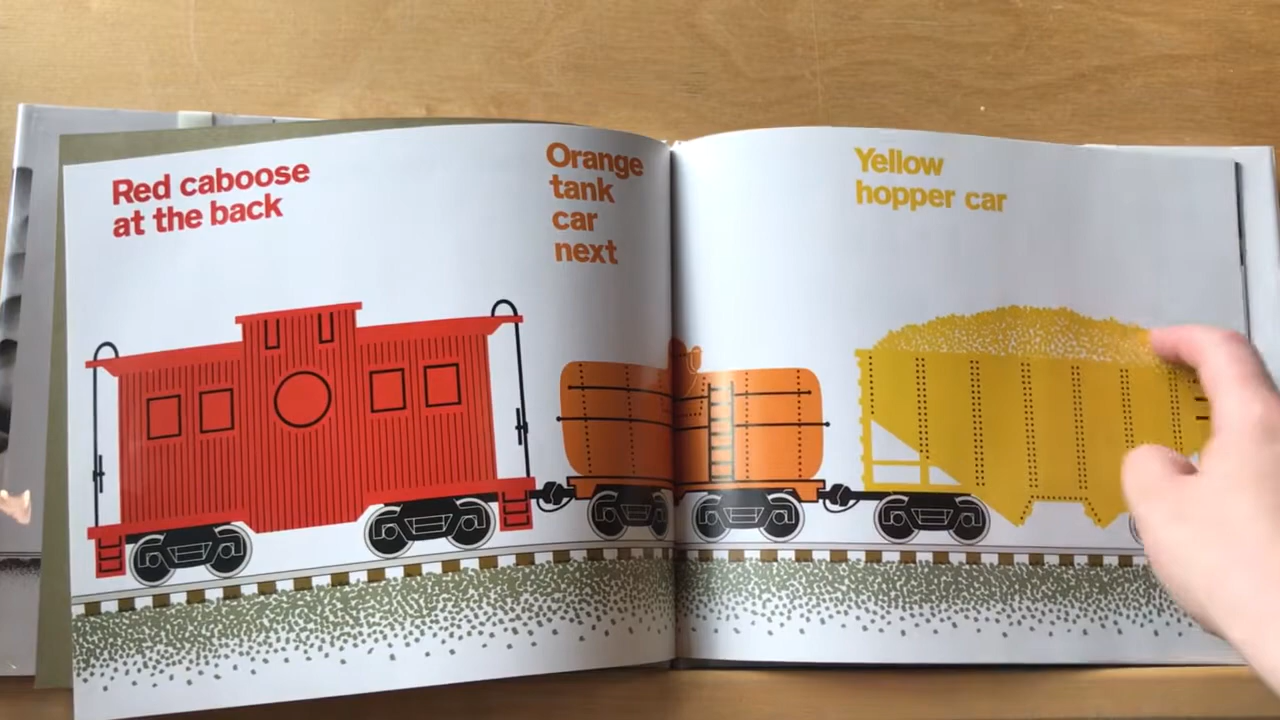 Red caboose
at the back
Orange
tank
car
next
Yellow
hopper car